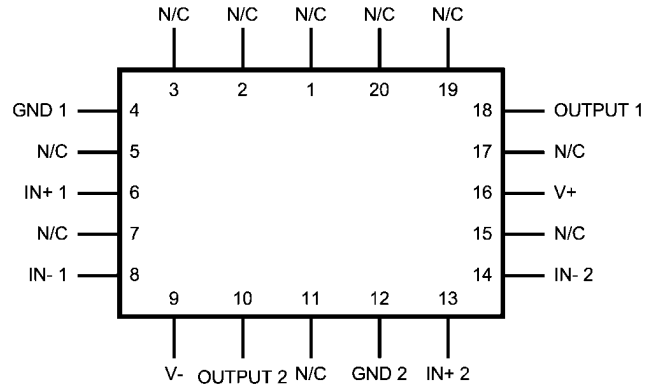 N/C N/C N/C N/C N/C
3 2 1 20 19
GND 1 4 18 OUTPUT 1
N/C 5 17 N/C
IN+ 1 6 16 V+
N/C 7 15 N/C
IN- 1 8 14 IN- 2
9 10 11 12 13
V- OUTPUT 2 N/C GND 2 IN+ 2